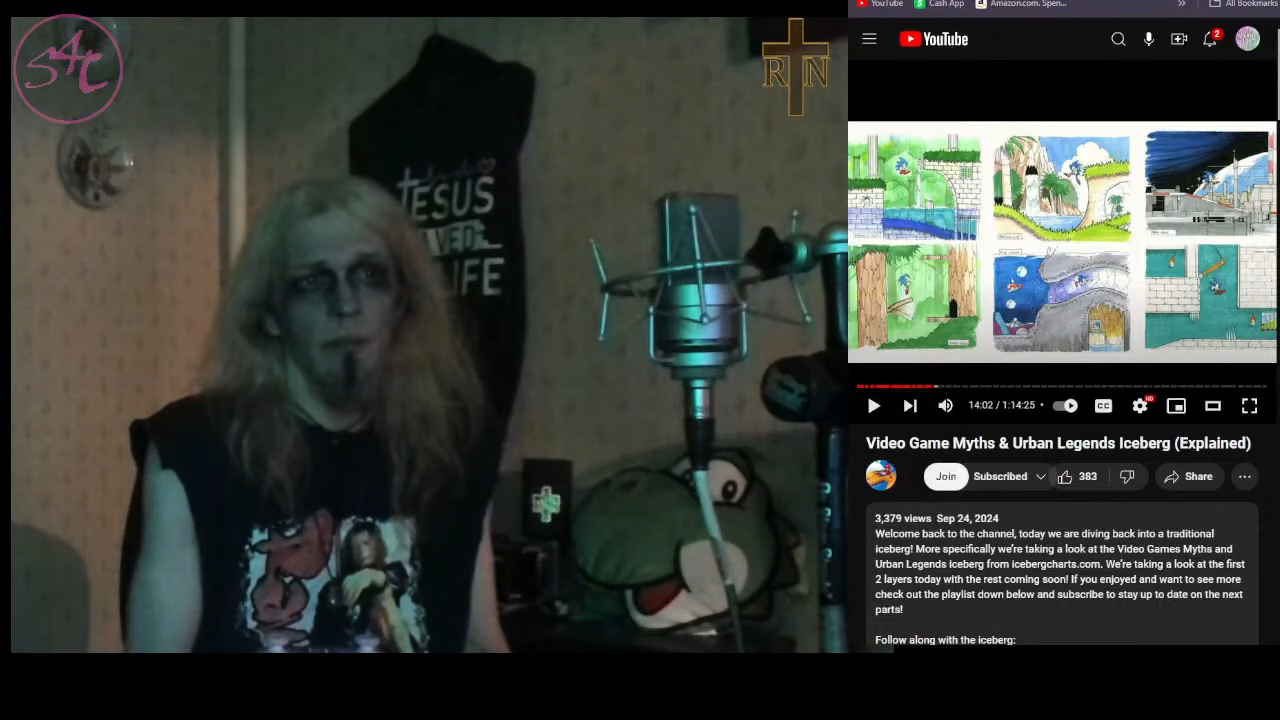 S4C
R N
JESUS
LIFE
YouTube
Cash App
Amazon.com. Spen...
»
All Bookmarks
YouTube
2
14:02 / 1:14:25
CC
HD
Video Game Myths & Urban Legends Iceberg (Explained)
Join
Subscribed
383
Share
3,379 views Sep 24, 2024
Welcome back to the channel, today we are diving back into a traditional
iceberg! More specifically we're taking a look at the Video Games Myths and
Urban Legends Iceberg from icebergcharts.com. We're taking a look at the first
2 layers today with the rest coming soon! If you enjoyed and want to see more
check out the playlist down below and subscribe to stay up to date on the next
parts!
Follow along with the iceberg: